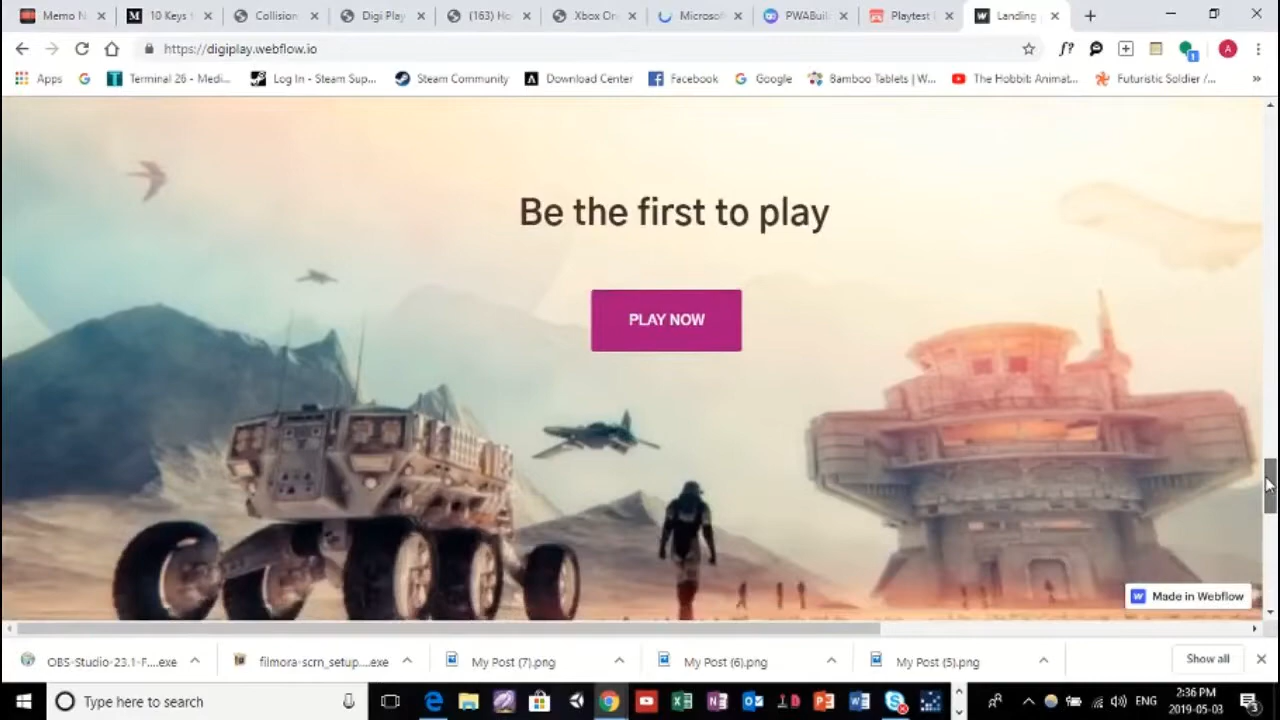 Memo N
10 Keys
Collision
Digi Play
(163) Ho
Xbox On
Microsof
PWABuil
Playtest
Landing
https://digiplay.webflow.io
Apps
Terminal 26 - Medi...
Log In - Steam Sup...
Steam Community
Download Center
Facebook
Google
Bamboo Tablets | W...
The Hobbit: Animat...
Futuristic Soldier /...
Be the first to play
PLAY NOW
Made in Webflow
OBS-Studio-23.1-F....exe
filmora-scrn_setup....exe
My Post (7).png
My Post (6).png
My Post (5).png
Show all
Type here to search
ENG
2:36 PM
2019-05-03